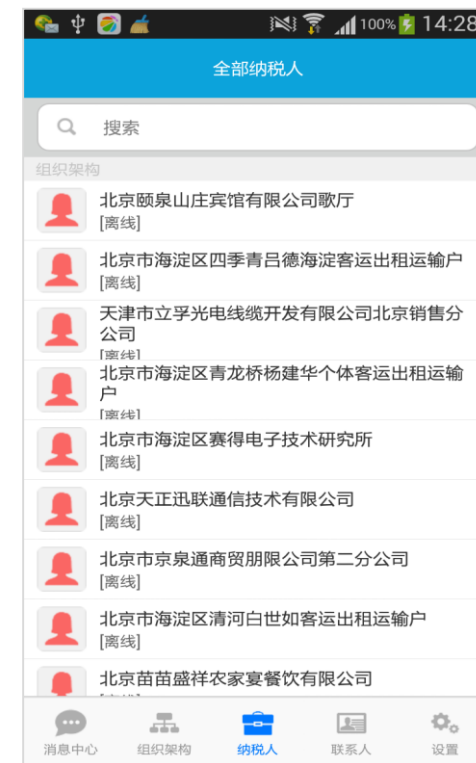 100% 14:28
全部纳税人
搜索
组织架构
北京颐泉山庄宾馆有限公司歌厅
[离线]
北京市海淀区四季青吕德海淀客运出租运输户
[离线]
天津市立孚光电线缆开发有限公司北京销售分
公司
[离线]
北京市海淀区青龙桥杨建华个体客运出租运输
户
[离线]
北京市海淀区赛得电子技术研究所
[离线]
北京天正迅联通信技术有限公司
[离线]
北京市京泉通商贸朋限公司第二分公司
[离线]
北京市海淀区清河白世如客运出租运输户
[离线]
北京苗苗盛祥农家宴餐饮有限公司
消息中心 组织架构 纳税人 联系人 设置